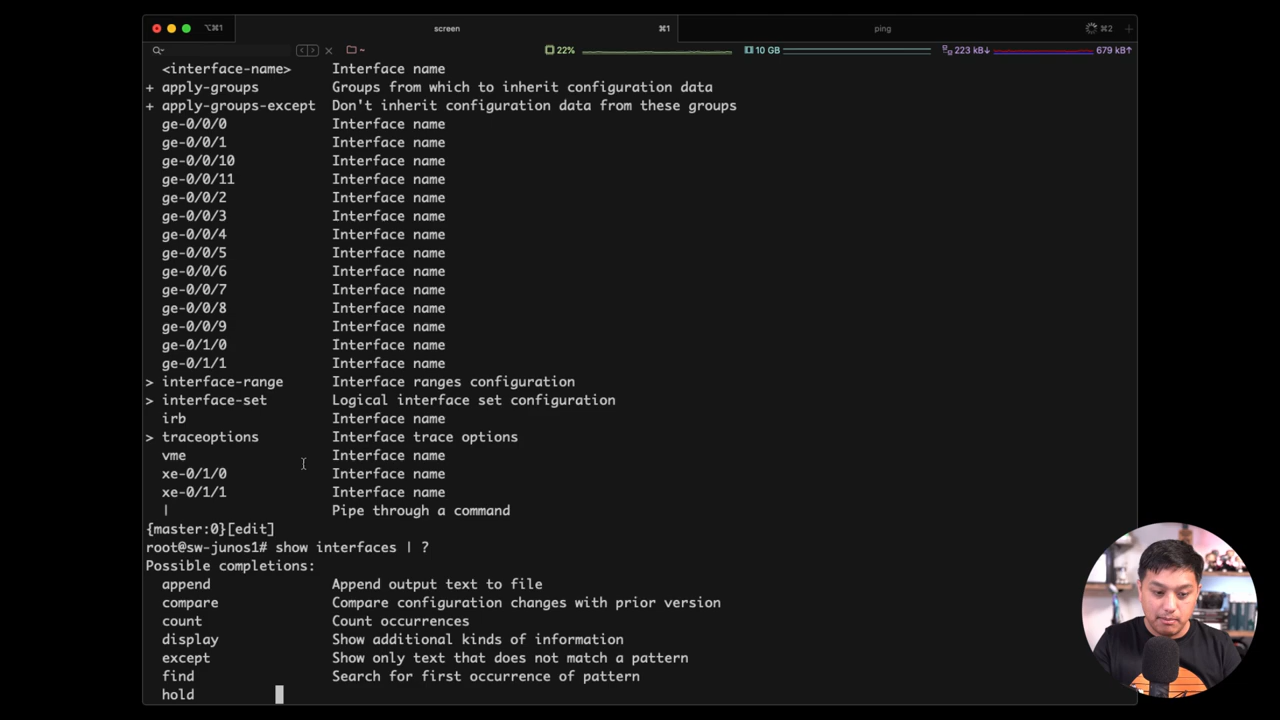 ⌥⌘1 screen ⌘1 ping ⌘2 +
~ 22% 10 GB 223 kB↓ 679 kB↑
<interface-name> Interface name
+ apply-groups Groups from which to inherit configuration data
+ apply-groups-except Don't inherit configuration data from these groups
ge-0/0/0 Interface name
ge-0/0/1 Interface name
ge-0/0/10 Interface name
ge-0/0/11 Interface name
ge-0/0/2 Interface name
ge-0/0/3 Interface name
ge-0/0/4 Interface name
ge-0/0/5 Interface name
ge-0/0/6 Interface name
ge-0/0/7 Interface name
ge-0/0/8 Interface name
ge-0/0/9 Interface name
ge-0/1/0 Interface name
ge-0/1/1 Interface name
> interface-range Interface ranges configuration
> interface-set Logical interface set configuration
irb Interface name
> traceoptions Interface trace options
vme Interface name
xe-0/1/0 Interface name
xe-0/1/1 Interface name
| Pipe through a command
{master:0}[edit]
root@sw-junos1# show interfaces | ?
Possible completions:
append Append output text to file
compare Compare configuration changes with prior version
count Count occurrences
display Show additional kinds of information
except Show only text that does not match a pattern
find Search for first occurrence of pattern
hold